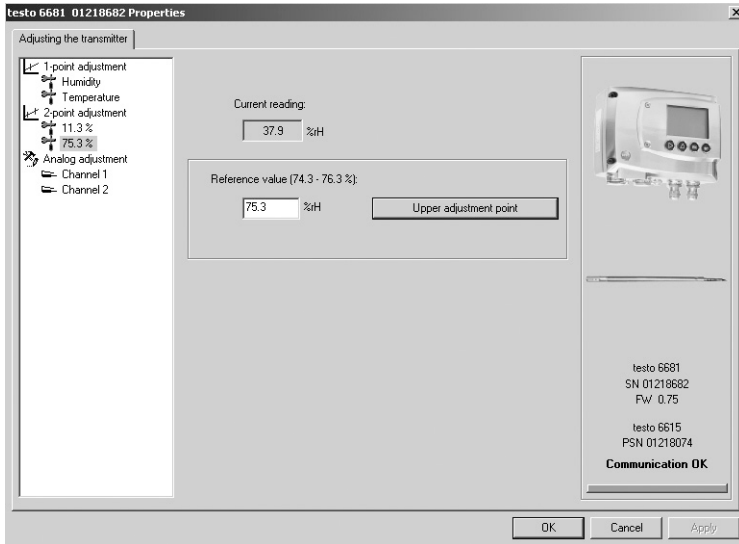 testo 6681 01218682 Properties
Adjusting the transmitter
1-point adjustment
Humidity
Temperature
2-point adjustment
11.3 %
75.3 %
Analog adjustment
Channel 1
Channel 2
Current reading:
37.9 %rH
Reference value (74.3 - 76.3 %):
75.3 %rH Upper adjustment point
testo 6681
SN 01218682
FW 0.75
testo 6615
PSN 01218074
Communication OK
OK Cancel Apply